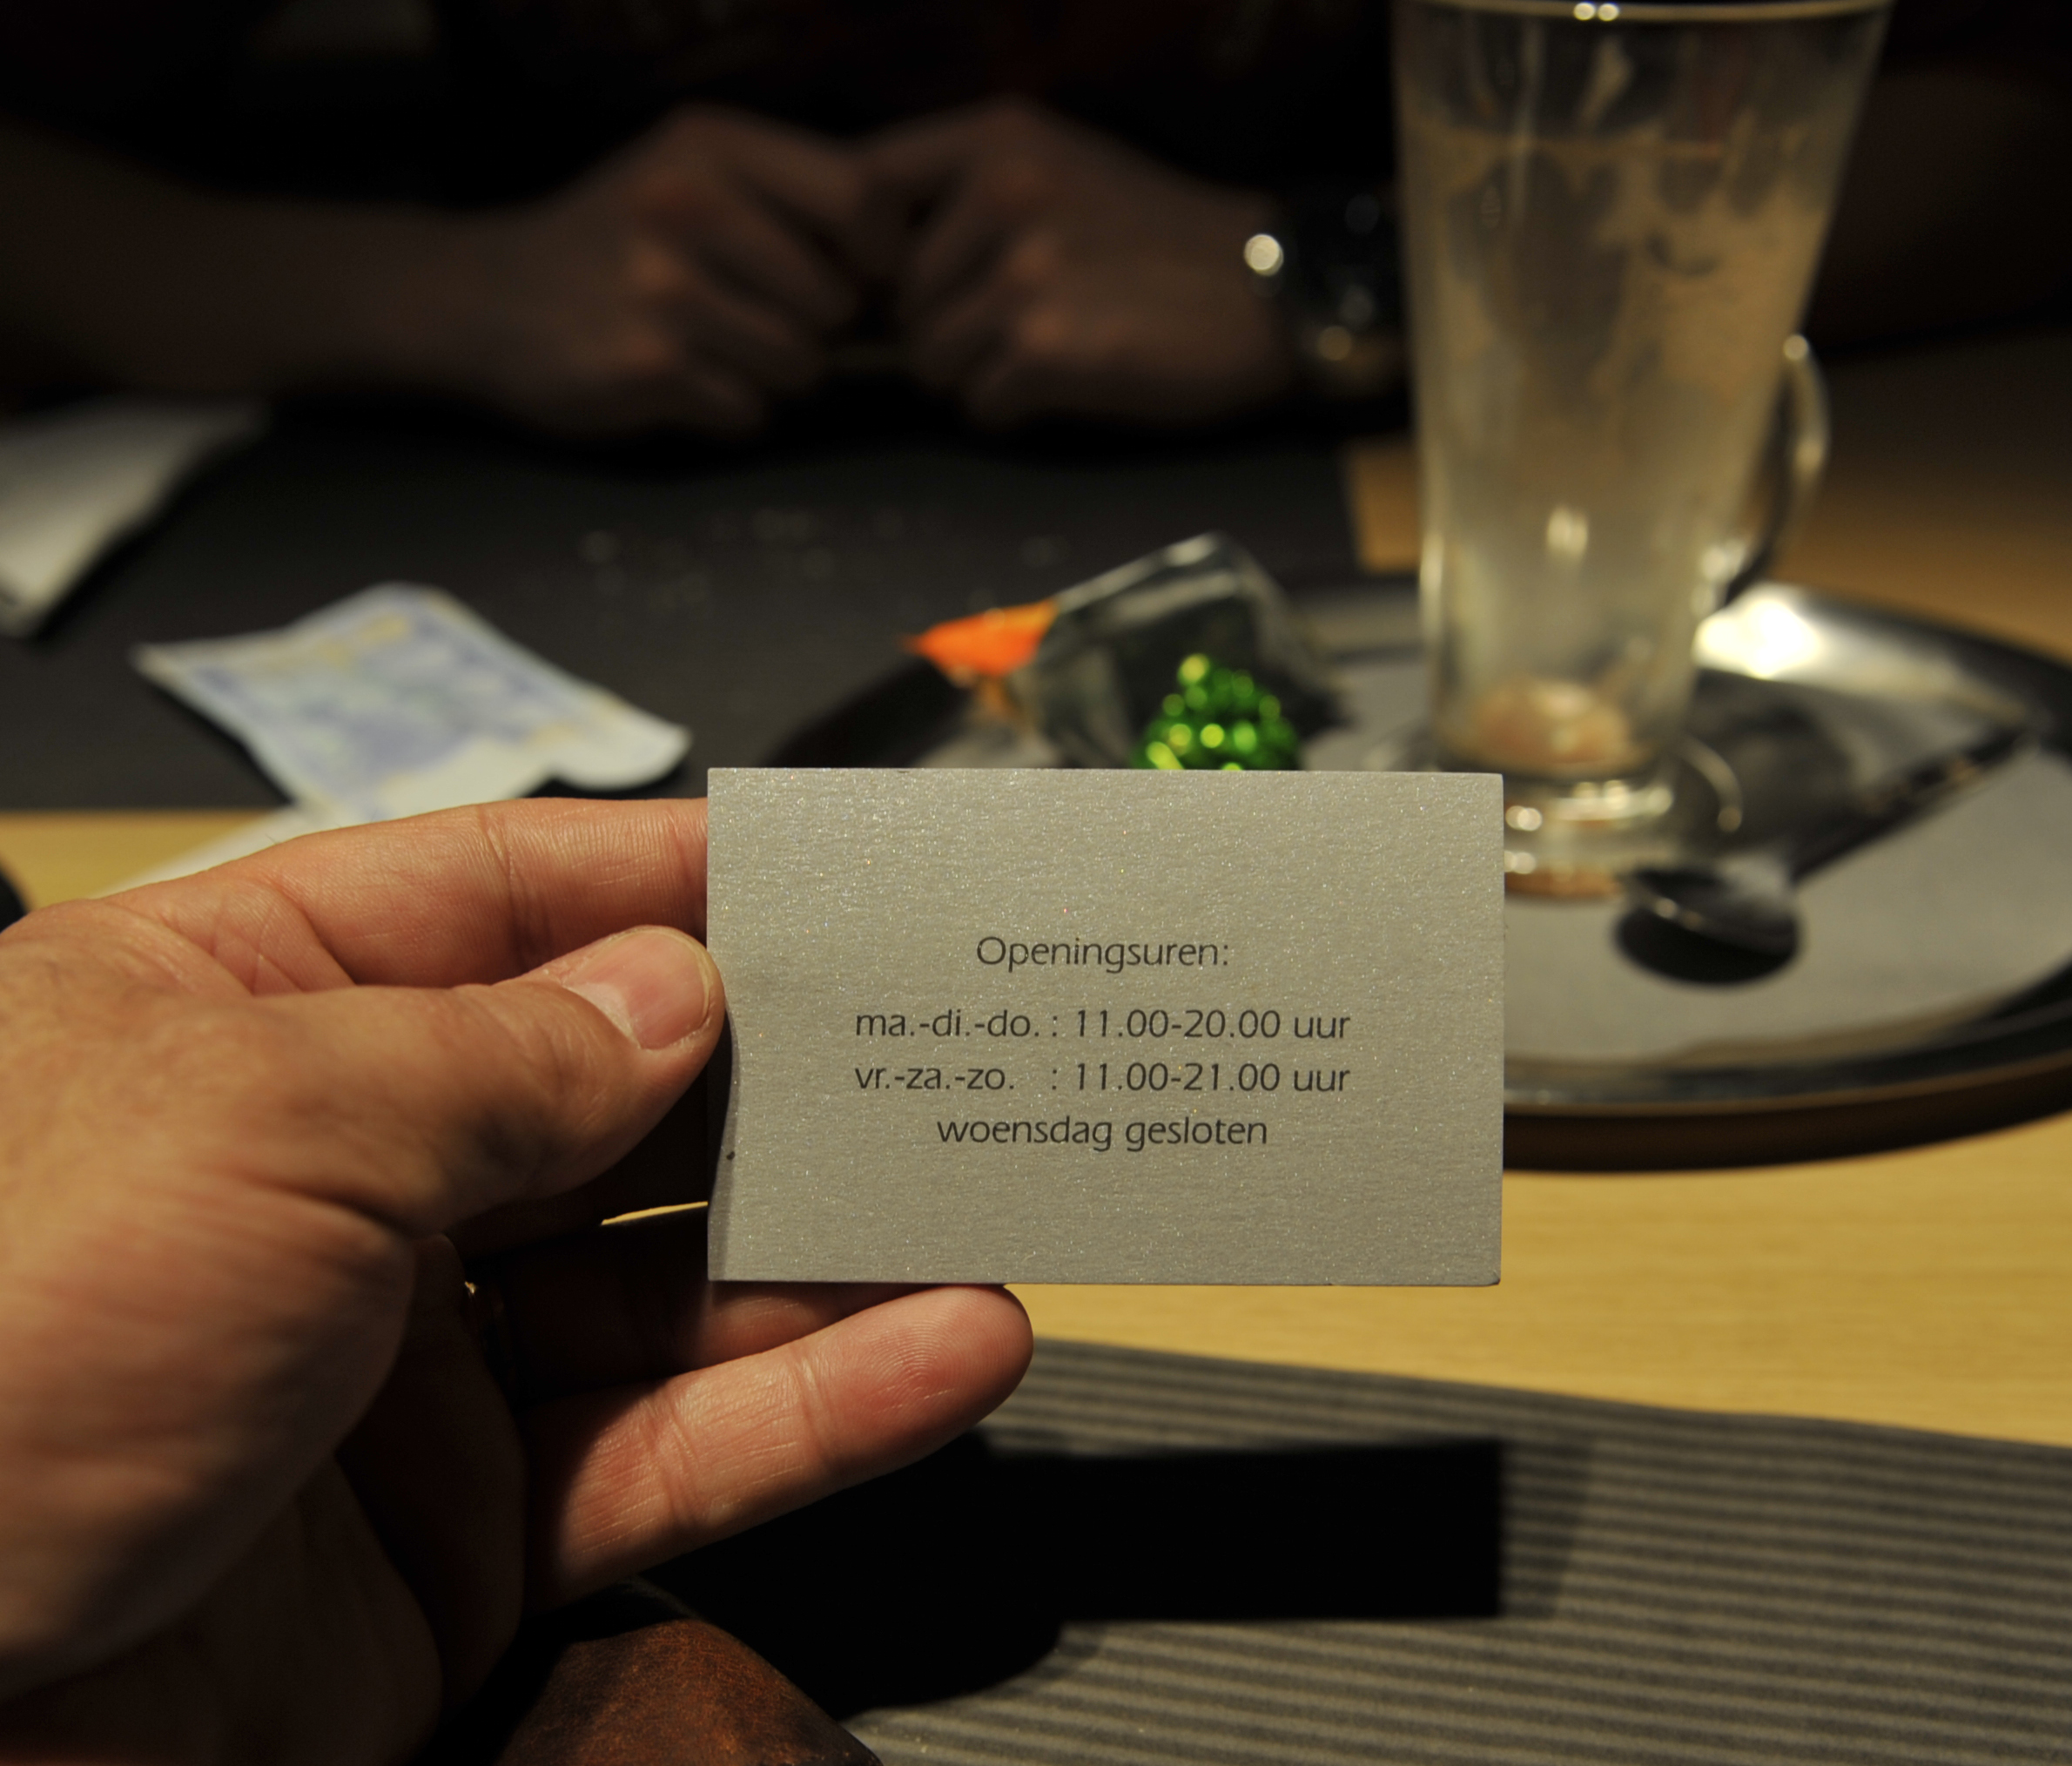 Openingsuren:
ma.-di.-do. : 11.00-20.00 uur
vr.-za.-zo. : 11.00-21.00 uur
woensdag gesloten